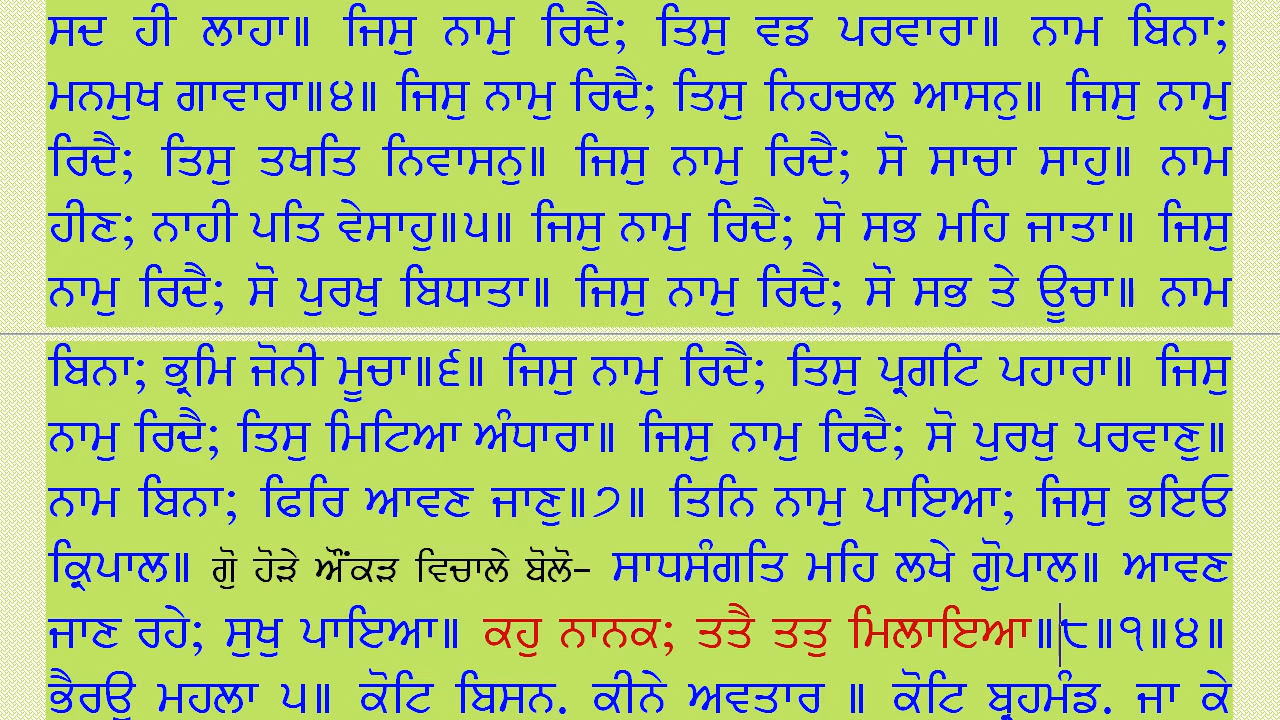 ਸਦ ਹੀ ਲਾਹਾ॥ ਜਿਸੁ ਨਾਮੁ ਰਿਦੈ; ਤਿਸੁ ਵਡ ਪਰਵਾਰਾ॥ ਨਾਮ ਬਿਨਾ;
ਮਨਮੁਖ ਗਾਵਾਰਾ॥੪॥ ਜਿਸੁ ਨਾਮੁ ਰਿਦੈ; ਤਿਸੁ ਨਿਹਚਲ ਆਸਨੁ॥ ਜਿਸੁ ਨਾਮੁ
ਰਿਦੈ; ਤਿਸੁ ਤਖਤਿ ਨਿਵਾਸਨੁ॥ ਜਿਸੁ ਨਾਮੁ ਰਿਦੈ; ਸੋ ਸਾਚਾ ਸਾਹੁ॥ ਨਾਮ
ਹੀਣ; ਨਾਹੀ ਪਤਿ ਵੇਸਾਹੁ॥੫॥ ਜਿਸੁ ਨਾਮੁ ਰਿਦੈ; ਸੋ ਸਭ ਮਹਿ ਜਾਤਾ॥ ਜਿਸੁ
ਨਾਮੁ ਰਿਦੈ; ਸੋ ਪੁਰਖੁ ਬਿਧਾਤਾ॥ ਜਿਸੁ ਨਾਮੁ ਰਿਦੈ; ਸੋ ਸਭ ਤੇ ਊਚਾ॥ ਨਾਮ
ਬਿਨਾ; ਭ੍ਰਮਿ ਜੋਨੀ ਮੂਚਾ॥੬॥ ਜਿਸੁ ਨਾਮੁ ਰਿਦੈ; ਤਿਸੁ ਪ੍ਰਗਟਿ ਪਹਾਰਾ॥ ਜਿਸੁ
ਨਾਮੁ ਰਿਦੈ; ਤਿਸੁ ਮਿਟਿਆ ਅੰਧਾਰਾ॥ ਜਿਸੁ ਨਾਮੁ ਰਿਦੈ; ਸੋ ਪੁਰਖੁ ਪਰਵਾਣੁ॥
ਨਾਮ ਬਿਨਾ; ਫਿਰਿ ਆਵਣ ਜਾਣੁ॥੭॥ ਤਿਨਿ ਨਾਮੁ ਪਾਇਆ; ਜਿਸੁ ਭਇਓ
ਕ੍ਰਿਪਾਲ॥ ਗੁੋ ਹੋੜੇ ਔਂਕੜ ਵਿਚਾਲੇ ਬੋਲੋ– ਸਾਧਸੰਗਤਿ ਮਹਿ ਲਖੇ ਗੁੋਪਾਲ॥ ਆਵਣ
ਜਾਣ ਰਹੇ; ਸੁਖੁ ਪਾਇਆ॥ ਕਹੁ ਨਾਨਕ; ਤਤੈ ਤਤੁ ਮਿਲਾਇਆ॥੮॥੧॥੪॥
ਭੈਰਉ ਮਹਲਾ ੫॥ ਕੋਟਿ ਬਿਸਨ. ਕੀਨੇ ਅਵਤਾਰ ॥ ਕੋਟਿ ਬ੍ਰਹਮੰਡ. ਜਾ ਕੇ